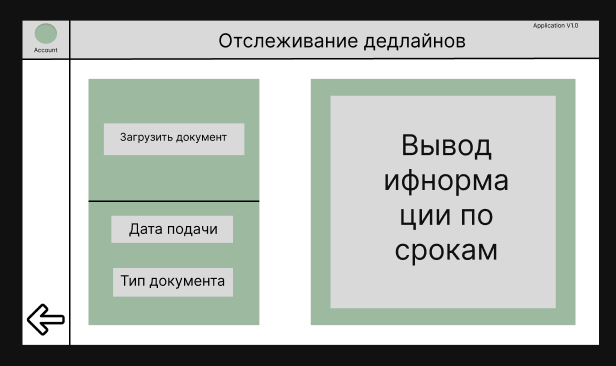 Application V1.0
Отслеживание дедлайнов
Account
Загрузить документ
Дата подачи
Тип документа
Вывод
ифнорма
ции по
срокам